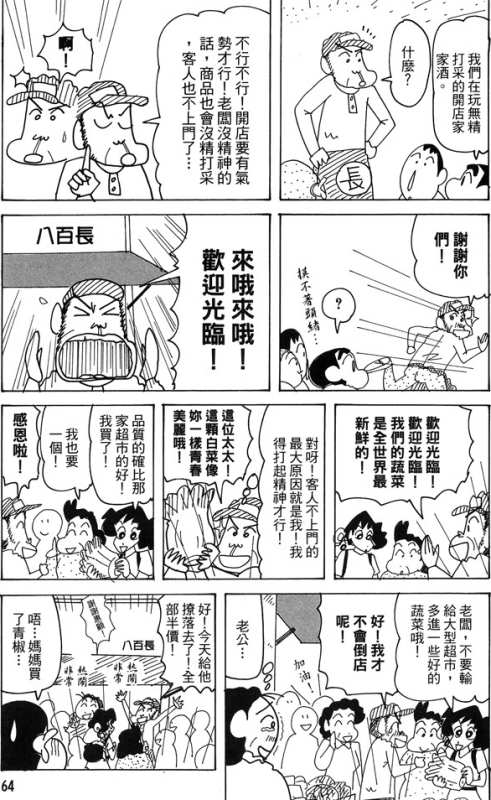 我們在玩無精
打采的開店家
家酒。
什麼？
長
不行不行！開店要有氣
勢才行！老闆沒精神的
話，商品也會沒精打采
，客人也不上門了…
啊！
謝謝你
們！
？
摸不著頭緒…
來哦來哦！
歡迎光臨！
八百長
歡迎光臨！
歡迎光臨！
我們的蔬菜
是全世界最
新鮮的！
對呀！客人不上門的
最大原因就是我！我
得打起精神才行！
這位太太！
這顆白菜像
妳一樣青春
美麗哦！
品質的確比那
家超市的好！
我買了！
我也要
一個！
感恩啦！
老闆，不要輸
給大型超市，
多進一些好的
蔬菜哦！
好！我才
不會倒店
呢！
加油！
老公…
好！今天給他
撩落去了！全
部半價！
八百長
熱鬧
非常
熱鬧
非常
唔…媽媽買
了青椒…
64